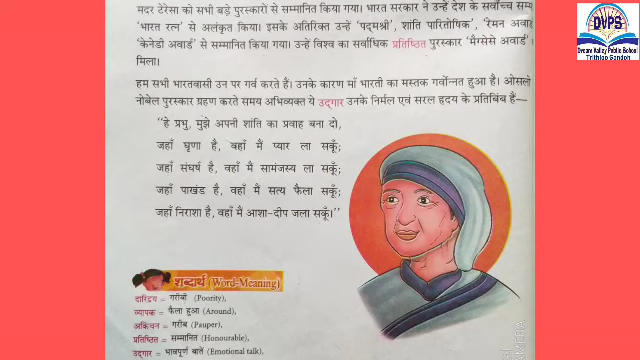 मदर टेरेसा को सभी बड़े पुरस्कारों से सम्मानित किया गया। भारत सरकार ने उन्हें देश के सर्वोच्च
'भारत रत्न' से अलंकृत किया। इसके अतिरिक्त उन्हें 'पद्मश्री', शांति पारितोषिक', 'रेमन अवार
'केनेडी अवार्ड' से सम्मानित किया गया। उन्हें विश्व का सर्वाधिक प्रतिष्ठित पुरस्कार 'मैग्सेसे अवार्ड'
मिला।
हम सभी भारतवासी उन पर गर्व करते हैं। उनके कारण माँ भारती का मस्तक गर्वोन्नत हुआ है। ओसलो
नोबेल पुरस्कार ग्रहण करते समय अभिव्यक्त ये उद्गार उनके निर्मल एवं सरल हृदय के प्रतिबिंब हैं—
"हे प्रभु, मुझे अपनी शांति का प्रवाह बना दो,
जहाँ घृणा है, वहाँ मैं प्यार ला सकूँ;
जहाँ संघर्ष है, वहाँ मैं सामंजस्य ला सकूँ;
जहाँ पाखंड है, वहाँ मैं सत्य फैला सकूँ;
जहाँ निराशा है, वहाँ मैं आशा-दीप जला सकूँ।"
शब्दार्थ (Word-Meaning)
दारिद्रय = गरीबी (Poority),
व्यापक = फैला हुआ (Around),
अकिंचन = गरीब (Pauper),
प्रतिष्ठित = सम्मानित (Honourable),
उद्गार = भावपूर्ण बातें (Emotional talk),
DVPS
Dream Valley Public School
Trithiao Gandoh